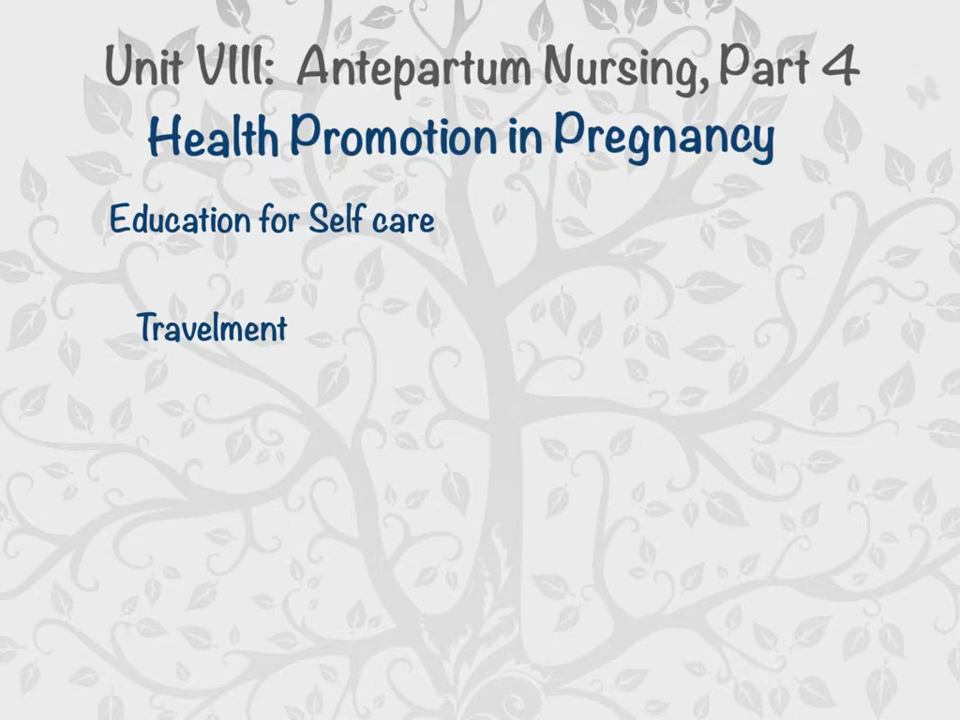 Unit VIII: Antepartum Nursing, Part 4
Health Promotion in Pregnancy
Education for Self care
Travelment